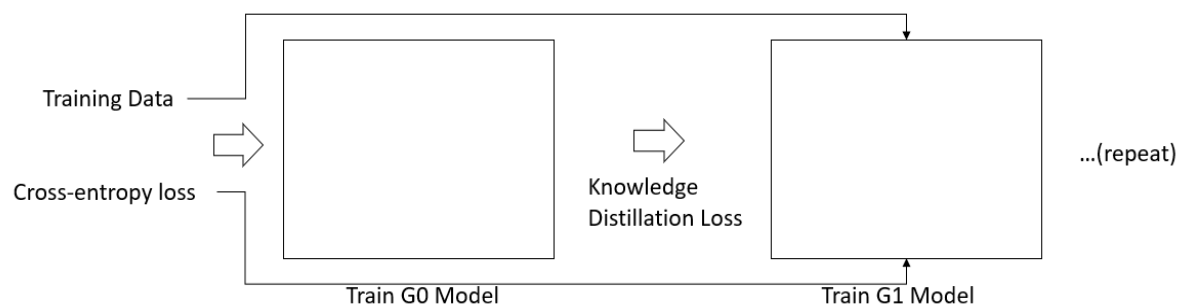 Training Data
Cross-entropy loss
Knowledge
Distillation Loss
...(repeat)
Train G0 Model
Train G1 Model